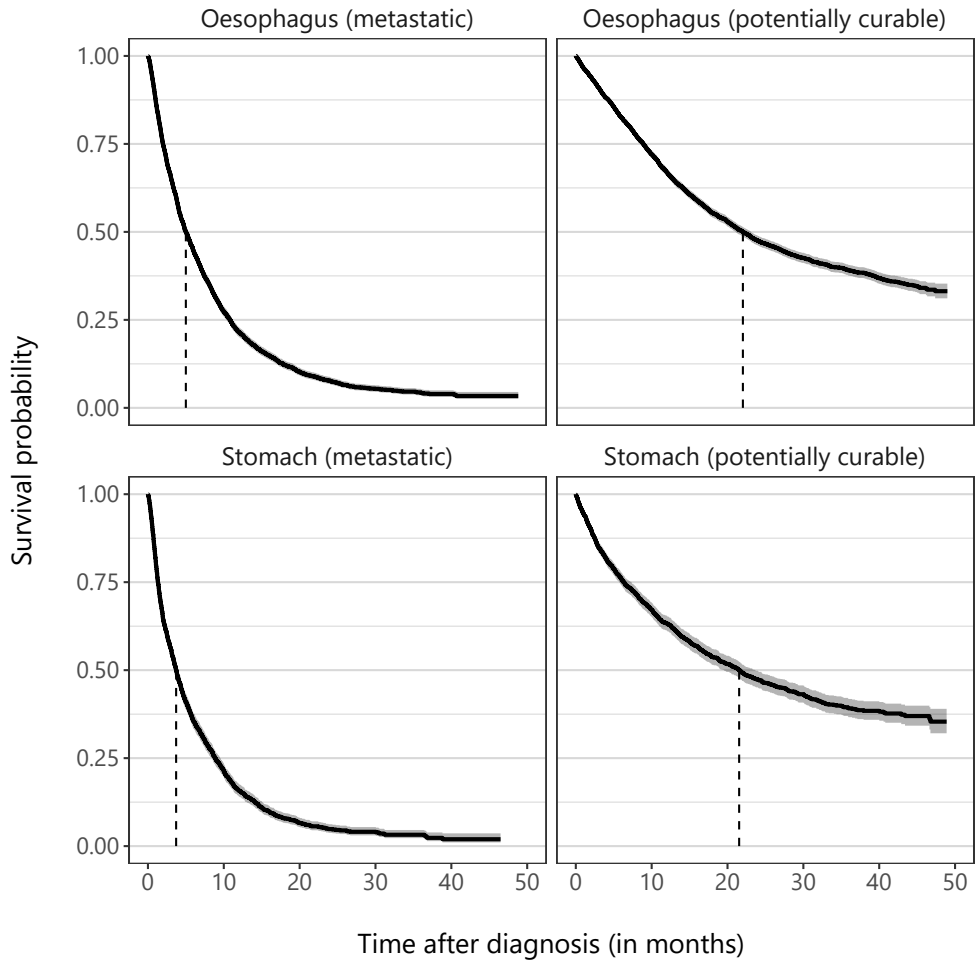 Oesophagus (metastatic)
Oesophagus (potentially curable)
1.00
0.75
0.50
0.25
0.00
Stomach (metastatic)
Stomach (potentially curable)
1.00
0.75
0.50
0.25
0.00
Survival probability
0 10 20 30 40 50
0 10 20 30 40 50
Time after diagnosis (in months)